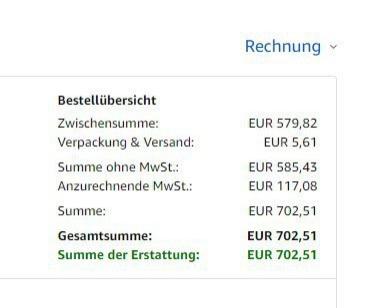 Rechnung
Bestellübersicht
Zwischensumme: EUR 579,82
Verpackung & Versand: EUR 5,61
Summe ohne MwSt.: EUR 585,43
Anzurechnende MwSt.: EUR 117,08
Summe: EUR 702,51
Gesamtsumme: EUR 702,51
Summe der Erstattung: EUR 702,51